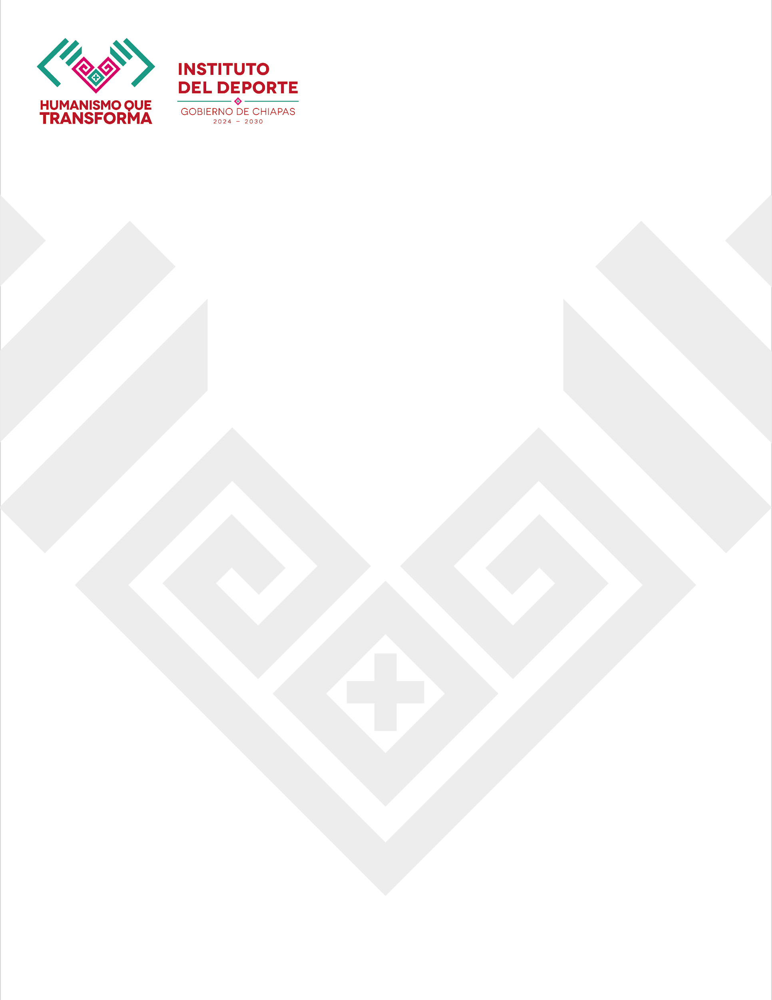 HUMANISMO QUE
TRANSFORMA
INSTITUTO
DEL DEPORTE
GOBIERNO DE CHIAPAS
2024 – 2030